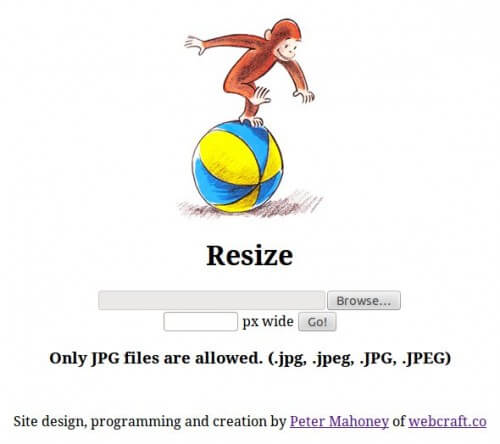 Resize
Browse...
px wide Go!
Only JPG files are allowed. (.jpg, .jpeg, .JPG, .JPEG)
Site design, programming and creation by Peter Mahoney of webcraft.co